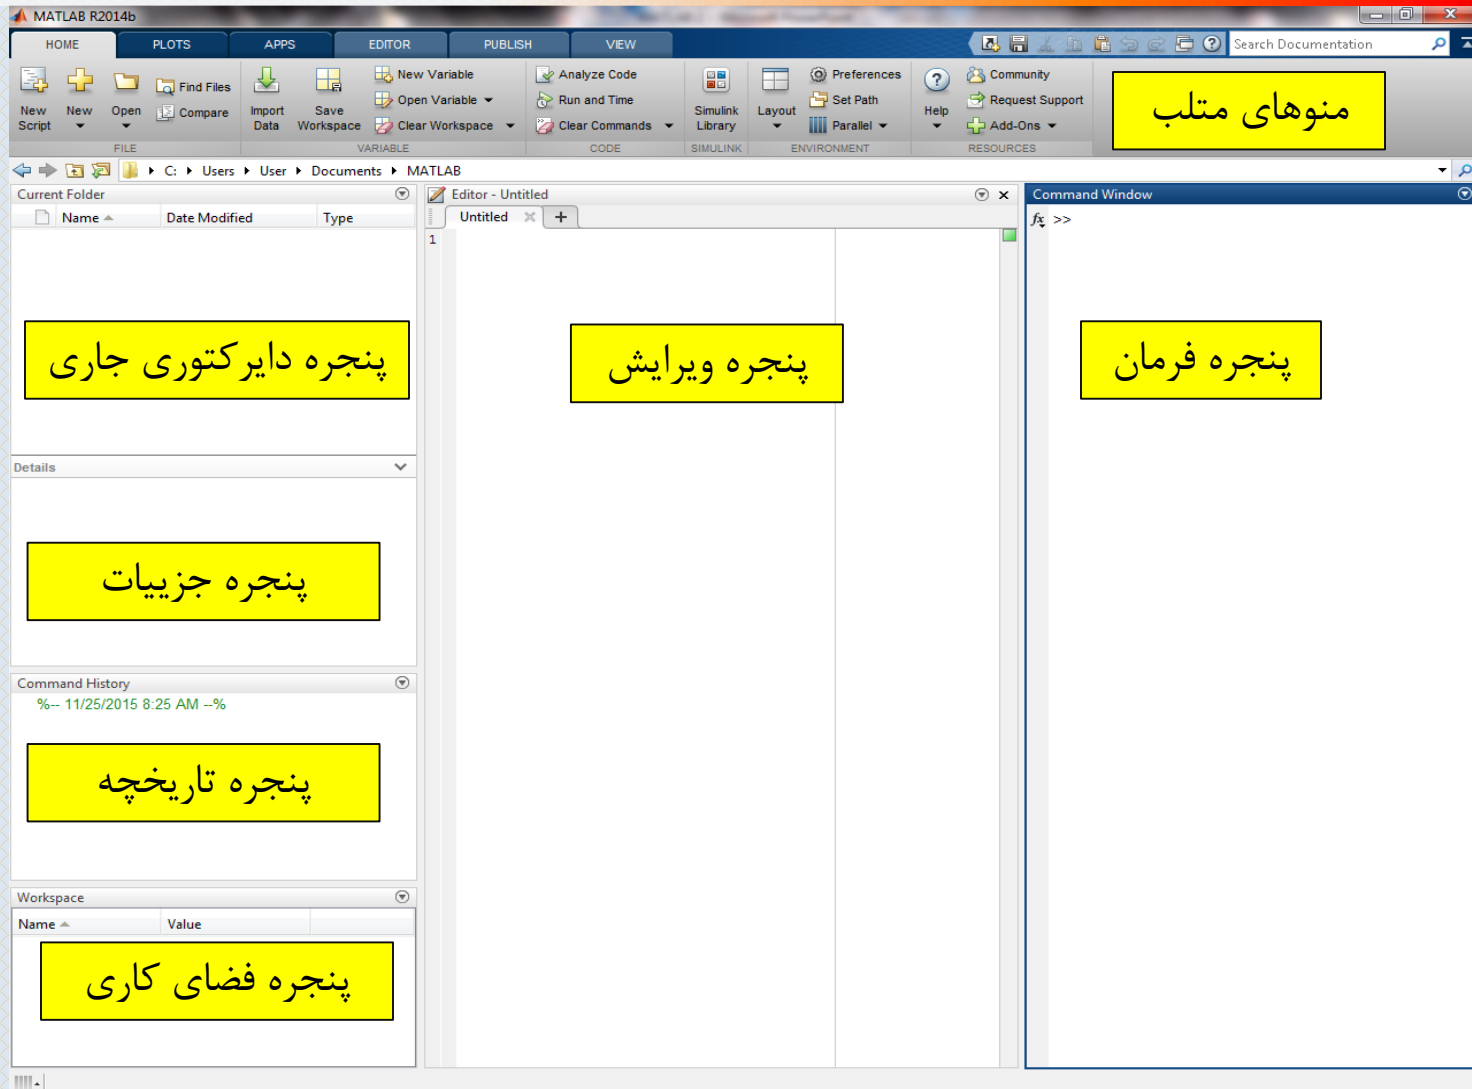 MATLAB R2014b
HOME PLOTS APPS EDITOR PUBLISH VIEW Search Documentation
New Script New Open Find Files Compare Import Data Save Workspace New Variable Open Variable Clear Workspace Analyze Code Run and Time Clear Commands Simulink Library Layout Preferences Set Path Parallel Help Community Request Support Add-Ons
منوهای متلب
FILE VARIABLE CODE SIMULINK ENVIRONMENT RESOURCES
C: Users User Documents MATLAB
Current Folder
Name Date Modified Type
پنجره دایرکتوری جاری
Details
پنجره جزییات
Command History
%-- 11/25/2015 8:25 AM --%
پنجره تاریخچه
Workspace
Name Value
پنجره فضای کاری
Editor - Untitled
Untitled +
1
پنجره ویرایش
Command Window
fx >>
پنجره فرمان